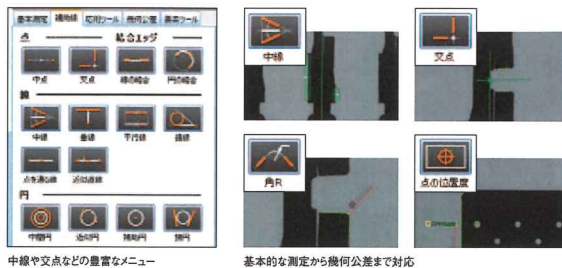 基本測定 補助線 応用ツール 幾何公差 要素ツール
点 結合エッジ
中点 交点 線の結合 円の結合
線
中線 垂線 平行線 接線
点を通る線 近似直線
円
中間円 近似円 補助円 接円
中線や交点などの豊富なメニュー
中線
交点
角R
点の位置度
基本的な測定から幾何公差まで対応